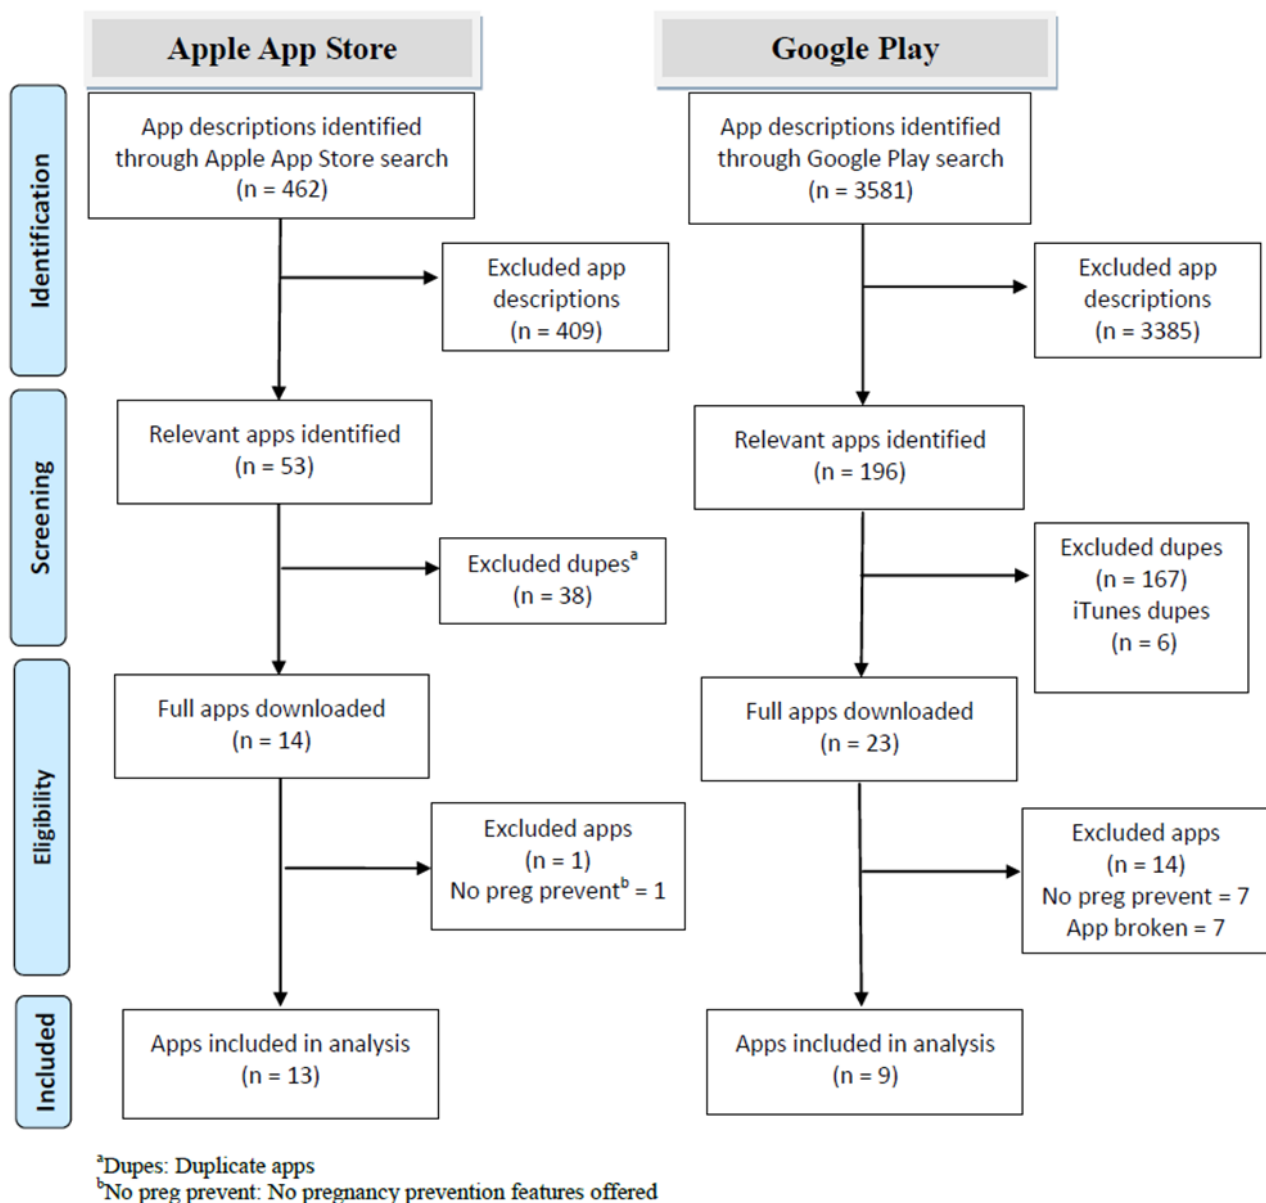 Apple App Store
Google Play
Identification
App descriptions identified
through Apple App Store search
(n = 462)
App descriptions identified
through Google Play search
(n = 3581)
Excluded app
descriptions
(n = 409)
Excluded app
descriptions
(n = 3385)
Screening
Relevant apps identified
(n = 53)
Relevant apps identified
(n = 196)
Excluded dupesª
(n = 38)
Excluded dupes
(n = 167)
iTunes dupes
(n = 6)
Eligibility
Full apps downloaded
(n = 14)
Full apps downloaded
(n = 23)
Excluded apps
(n = 1)
No preg preventᵇ = 1
Excluded apps
(n = 14)
No preg prevent = 7
App broken = 7
Included
Apps included in analysis
(n = 13)
Apps included in analysis
(n = 9)
ªDupes: Duplicate apps
ᵇNo preg prevent: No pregnancy prevention features offered